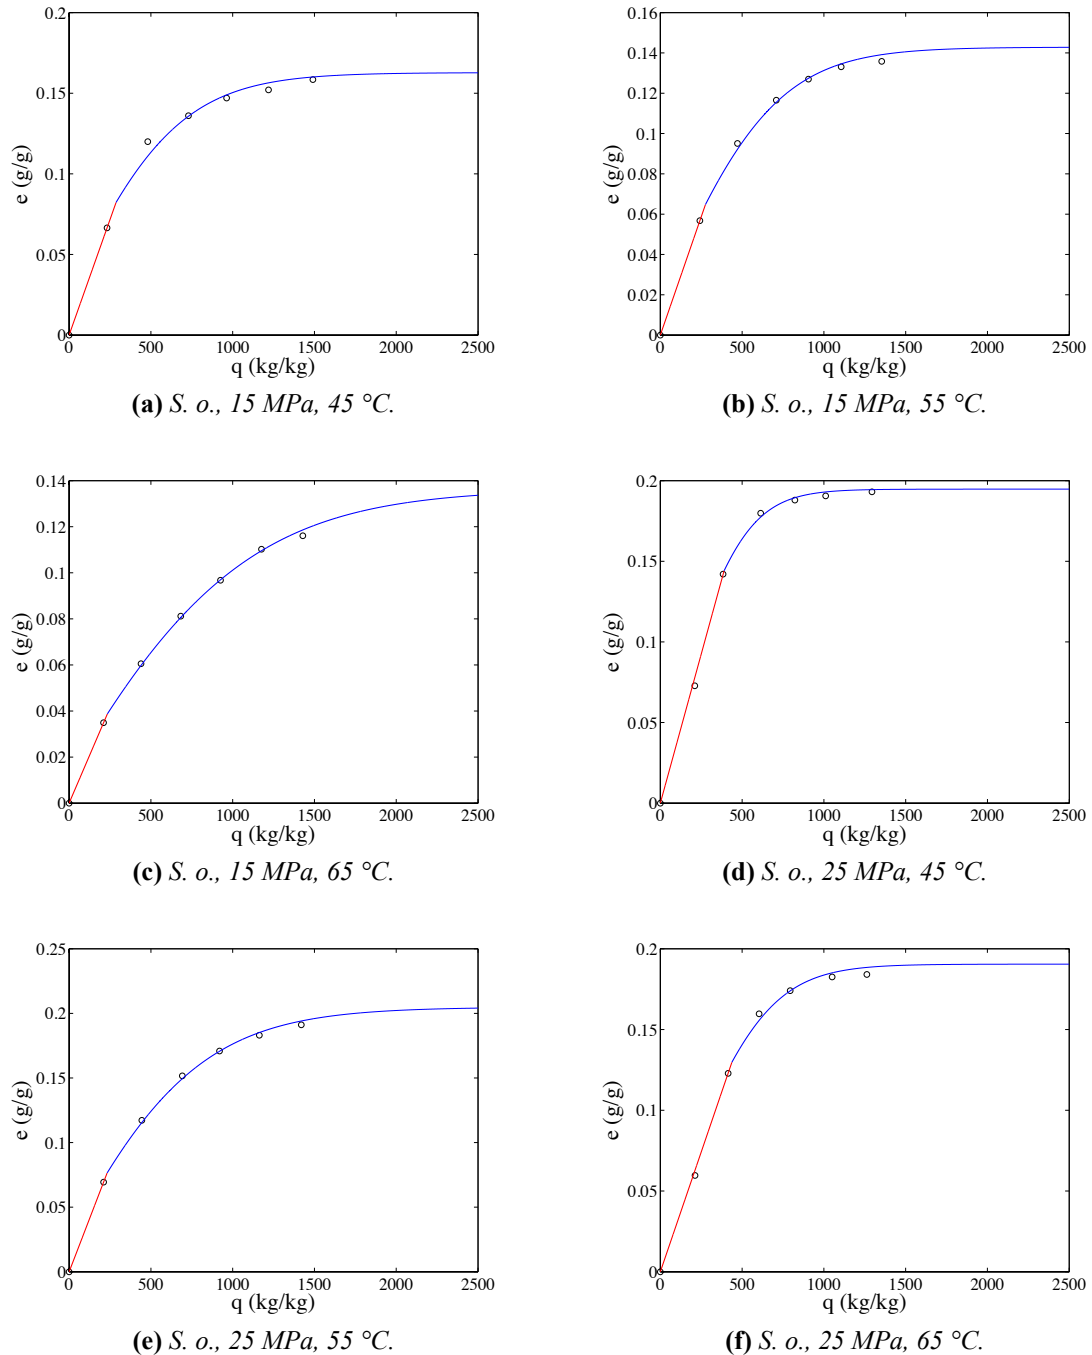 0.2
0.15
0.1
0.05
0
e (g/g)
0 500 1000 1500 2000 2500
q (kg/kg)
(a) S. o., 15 MPa, 45 °C.
0.16
0.14
0.12
0.1
0.08
0.06
0.04
0.02
0
e (g/g)
0 500 1000 1500 2000 2500
q (kg/kg)
(b) S. o., 15 MPa, 55 °C.
0.14
0.12
0.1
0.08
0.06
0.04
0.02
0
e (g/g)
0 500 1000 1500 2000 2500
q (kg/kg)
(c) S. o., 15 MPa, 65 °C.
0.2
0.15
0.1
0.05
0
e (g/g)
0 500 1000 1500 2000 2500
q (kg/kg)
(d) S. o., 25 MPa, 45 °C.
0.25
0.2
0.15
0.1
0.05
0
e (g/g)
0 500 1000 1500 2000 2500
q (kg/kg)
(e) S. o., 25 MPa, 55 °C.
0.2
0.15
0.1
0.05
0
e (g/g)
0 500 1000 1500 2000 2500
q (kg/kg)
(f) S. o., 25 MPa, 65 °C.